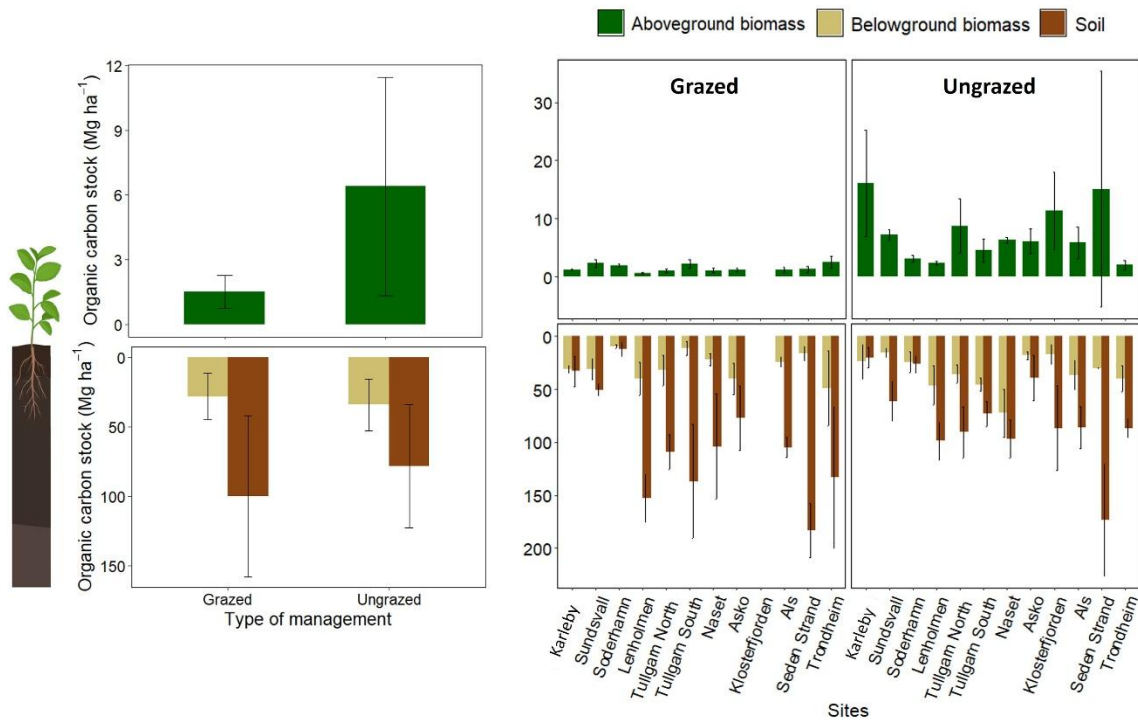 Aboveground biomass Belowground biomass Soil
Organic carbon stock (Mg ha⁻¹)
12
9
6
3
0
Organic carbon stock (Mg ha⁻¹)
0
50
100
150
Grazed Ungrazed
Type of management
Grazed Ungrazed
30
20
10
0
0
50
100
150
200
Karleby
Sundsvall
Soderhamn
Lenholmen
Tullgarn North
Tullgarn South
Naset
Asko
Klosterfjorden
Als
Seden Strand
Trondheim
Karleby
Sundsvall
Soderhamn
Lenholmen
Tullgarn North
Tullgarn South
Naset
Asko
Klosterfjorden
Als
Seden Strand
Trondheim
Sites